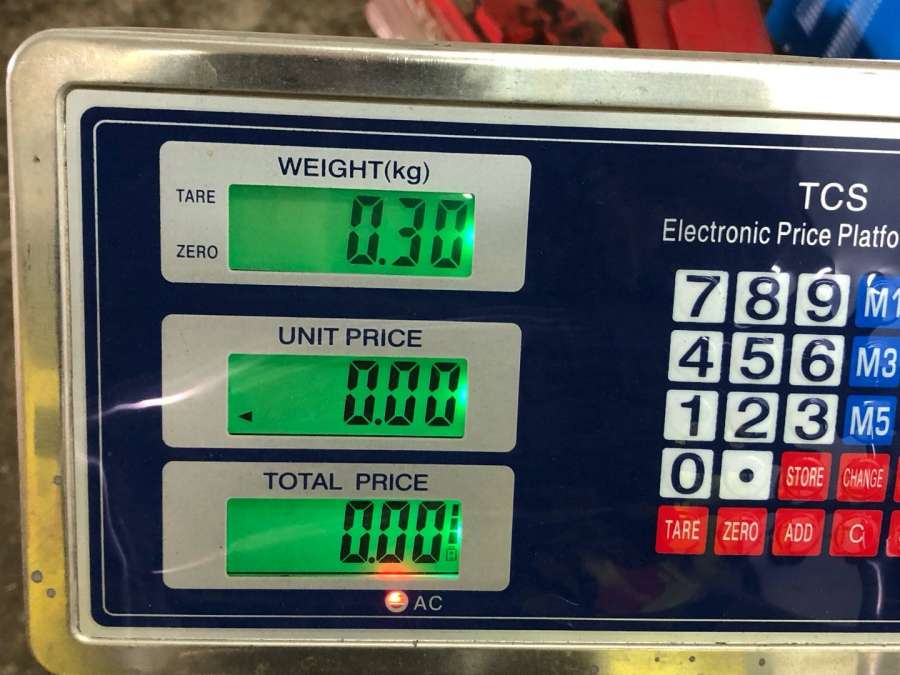 WEIGHT(kg)
TARE
0.30
ZERO
UNIT PRICE
0.00
TOTAL PRICE
0.00
AC
TCS
Electronic Price
7 8 9 M1
4 5 6 M3
1 2 3 M5
0 . STORE CHANGE
TARE ZERO ADD C